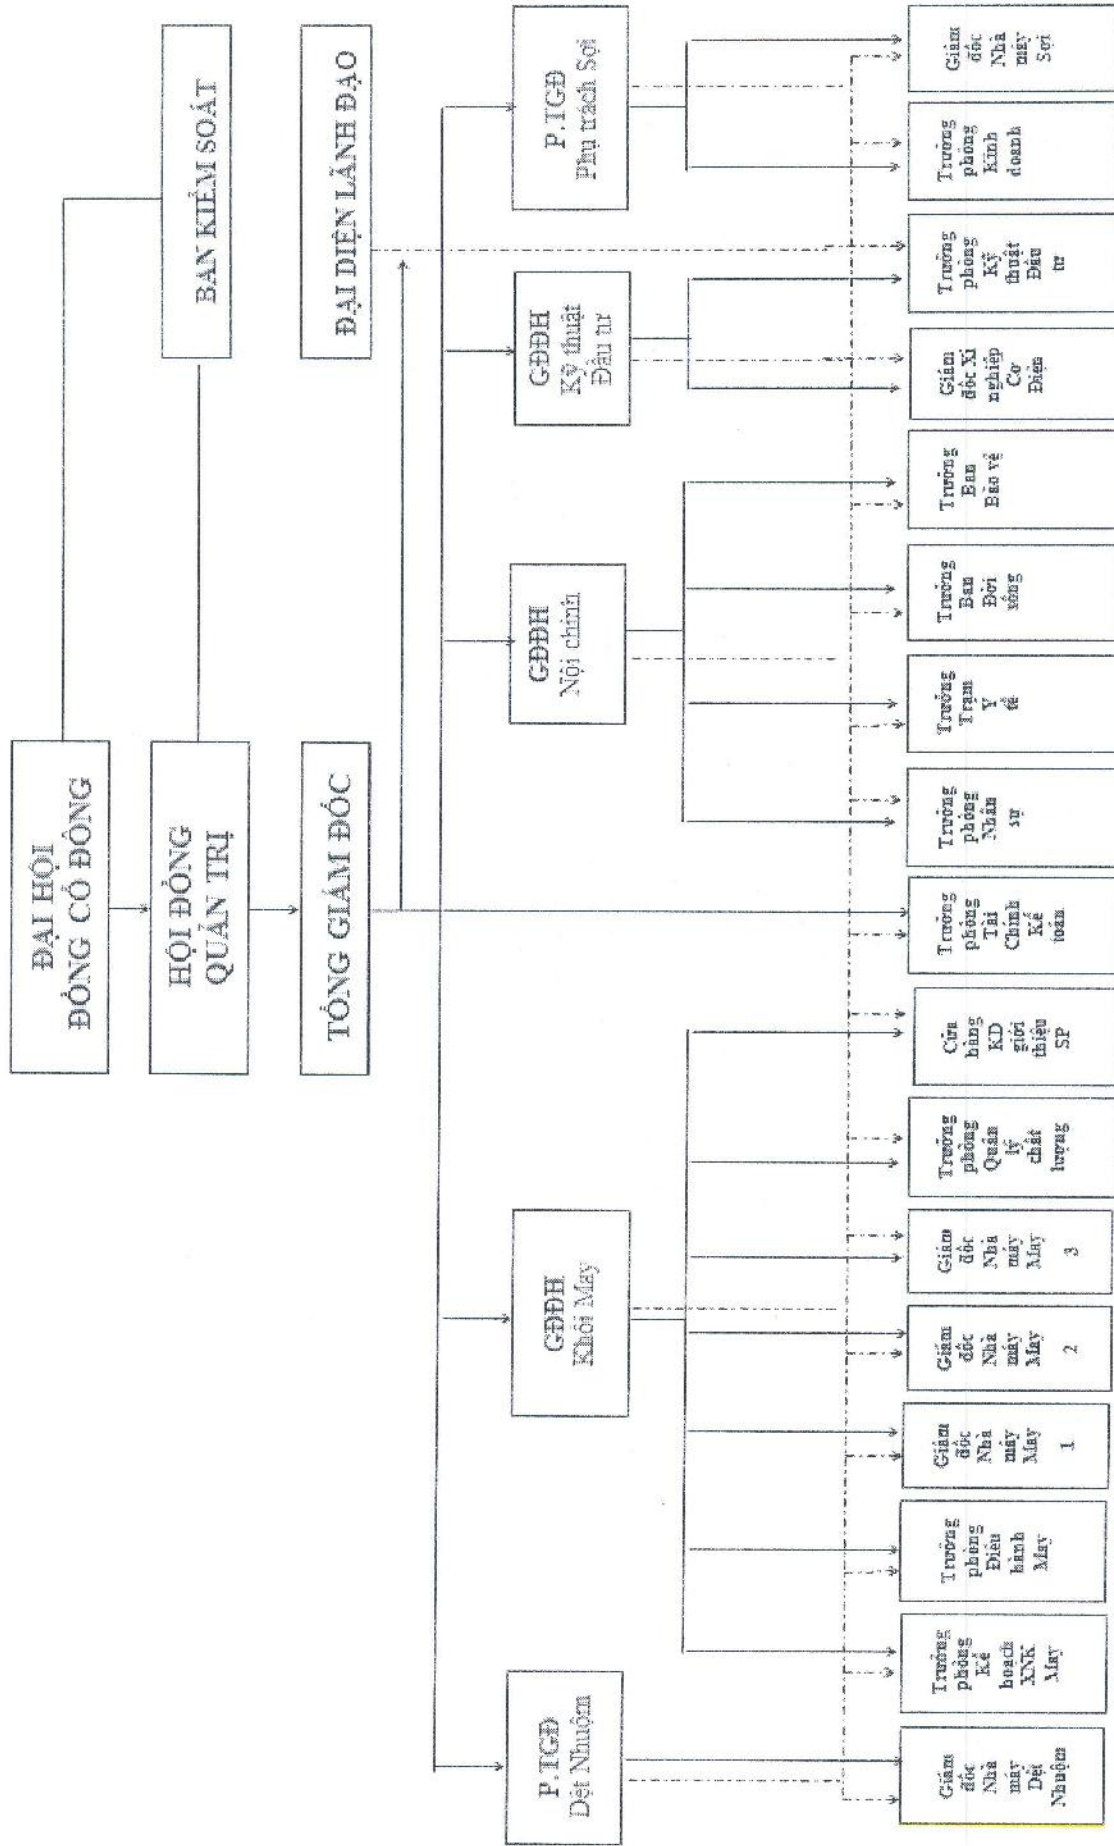 ĐẠI HỘI
ĐỒNG CỔ ĐÔNG
HỘI ĐỒNG
QUẢN TRỊ
BAN KIỂM SOÁT
TỔNG GIÁM ĐỐC
ĐẠI DIỆN LÃNH ĐẠO
P.TGĐ
Dệt Nhuộm
GĐĐH
Khối May
GĐĐH
Nội chính
GĐĐH
Kỹ thuật
Đầu tư
P.TGĐ
Phụ trách Sợi
Giám
đốc
Nhà
máy
Dệt
Nhuộm
Trưởng
phòng
Kế
hoạch
XNK
May
Trưởng
phòng
Điều
hành
May
Giám
đốc
Nhà
máy
May
1
Giám
đốc
Nhà
máy
May
2
Giám
đốc
Nhà
máy
May
3
Trưởng
phòng
Quản
lý
chất
lượng
Cửa
hàng
KD
giới
thiệu
SP
Trưởng
phòng
Tài
Chính
Kế
toán
Trưởng
phòng
Nhân
sự
Trưởng
Trạm
Y
tế
Trưởng
Ban
Đời
sống
Trưởng
Ban
Bảo vệ
Giám
đốc Xí
nghiệp
Cơ
Điện
Trưởng
phòng
Kỹ
thuật
Đầu
tư
Trưởng
phòng
Kinh
doanh
Giám
đốc
Nhà
máy
Sợi